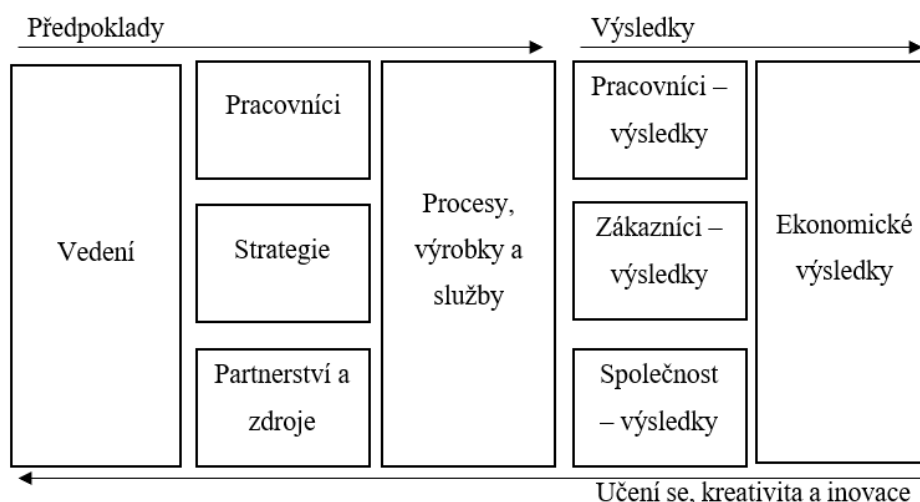 Předpoklady
Výsledky
Vedení
Pracovníci
Strategie
Partnerství a
zdroje
Procesy,
výrobky a
služby
Pracovníci –
výsledky
Zákazníci –
výsledky
Společnost
– výsledky
Ekonomické
výsledky
Učení se, kreativita a inovace